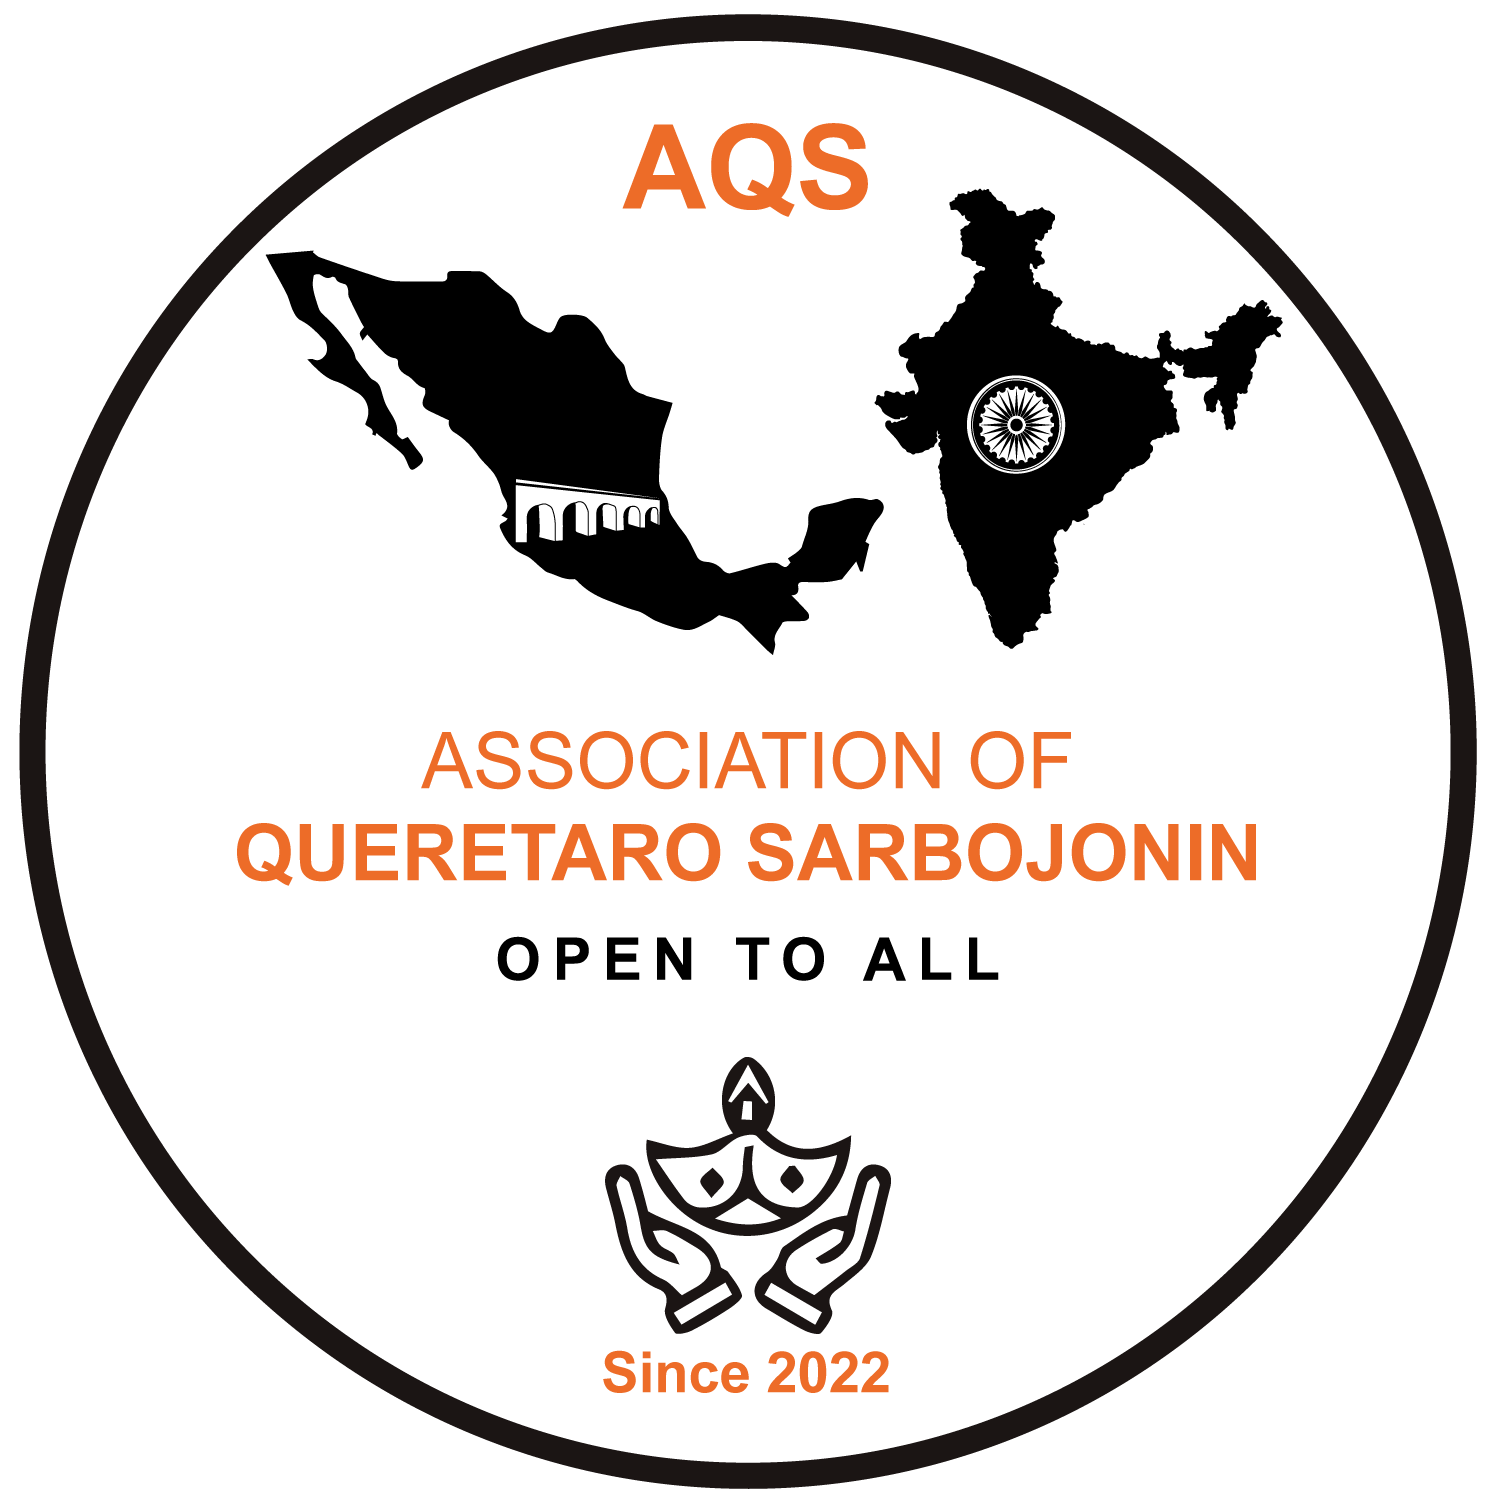 AQS
ASSOCIATION OF
QUERETARO SARBOJONIN
OPEN TO ALL
Since 2022